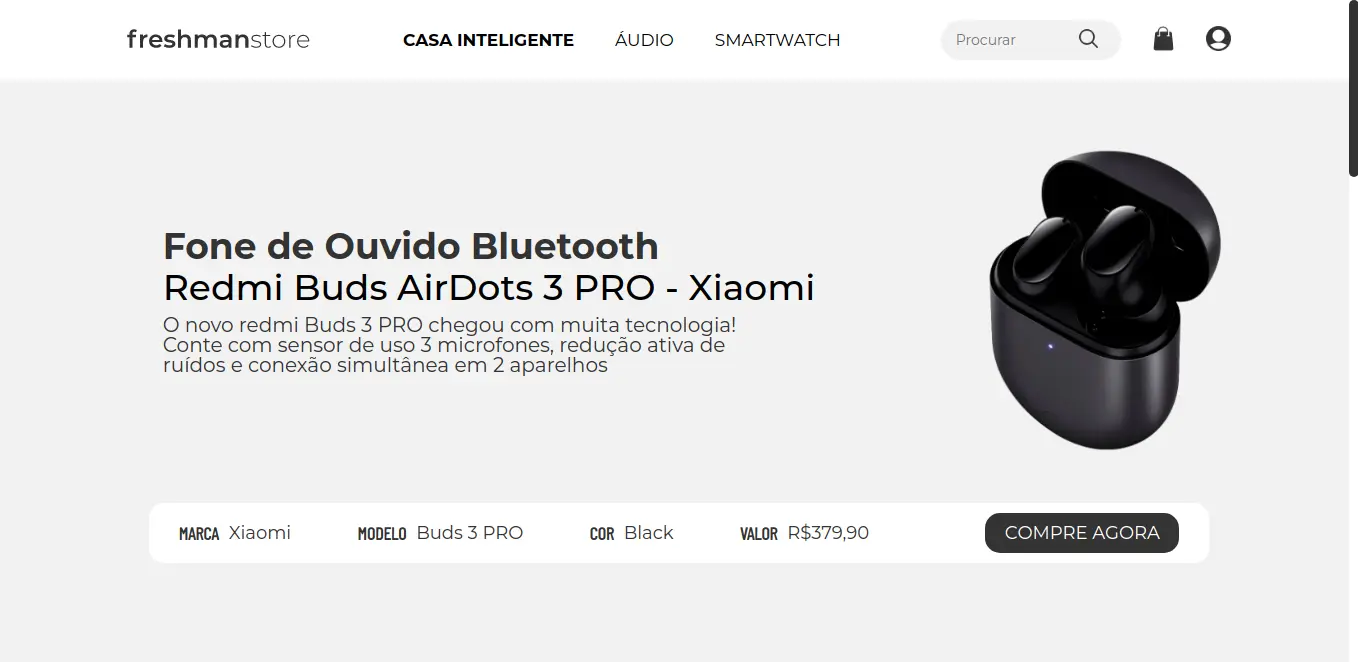 freshmanstore CASA INTELIGENTE ÁUDIO SMARTWATCH Procurar
Fone de Ouvido Bluetooth
Redmi Buds AirDots 3 PRO - Xiaomi
O novo redmi Buds 3 PRO chegou com muita tecnologia!
Conte com sensor de uso 3 microfones, redução ativa de
ruídos e conexão simultânea em 2 aparelhos
MARCA Xiaomi MODELO Buds 3 PRO COR Black VALOR R$379,90 COMPRE AGORA